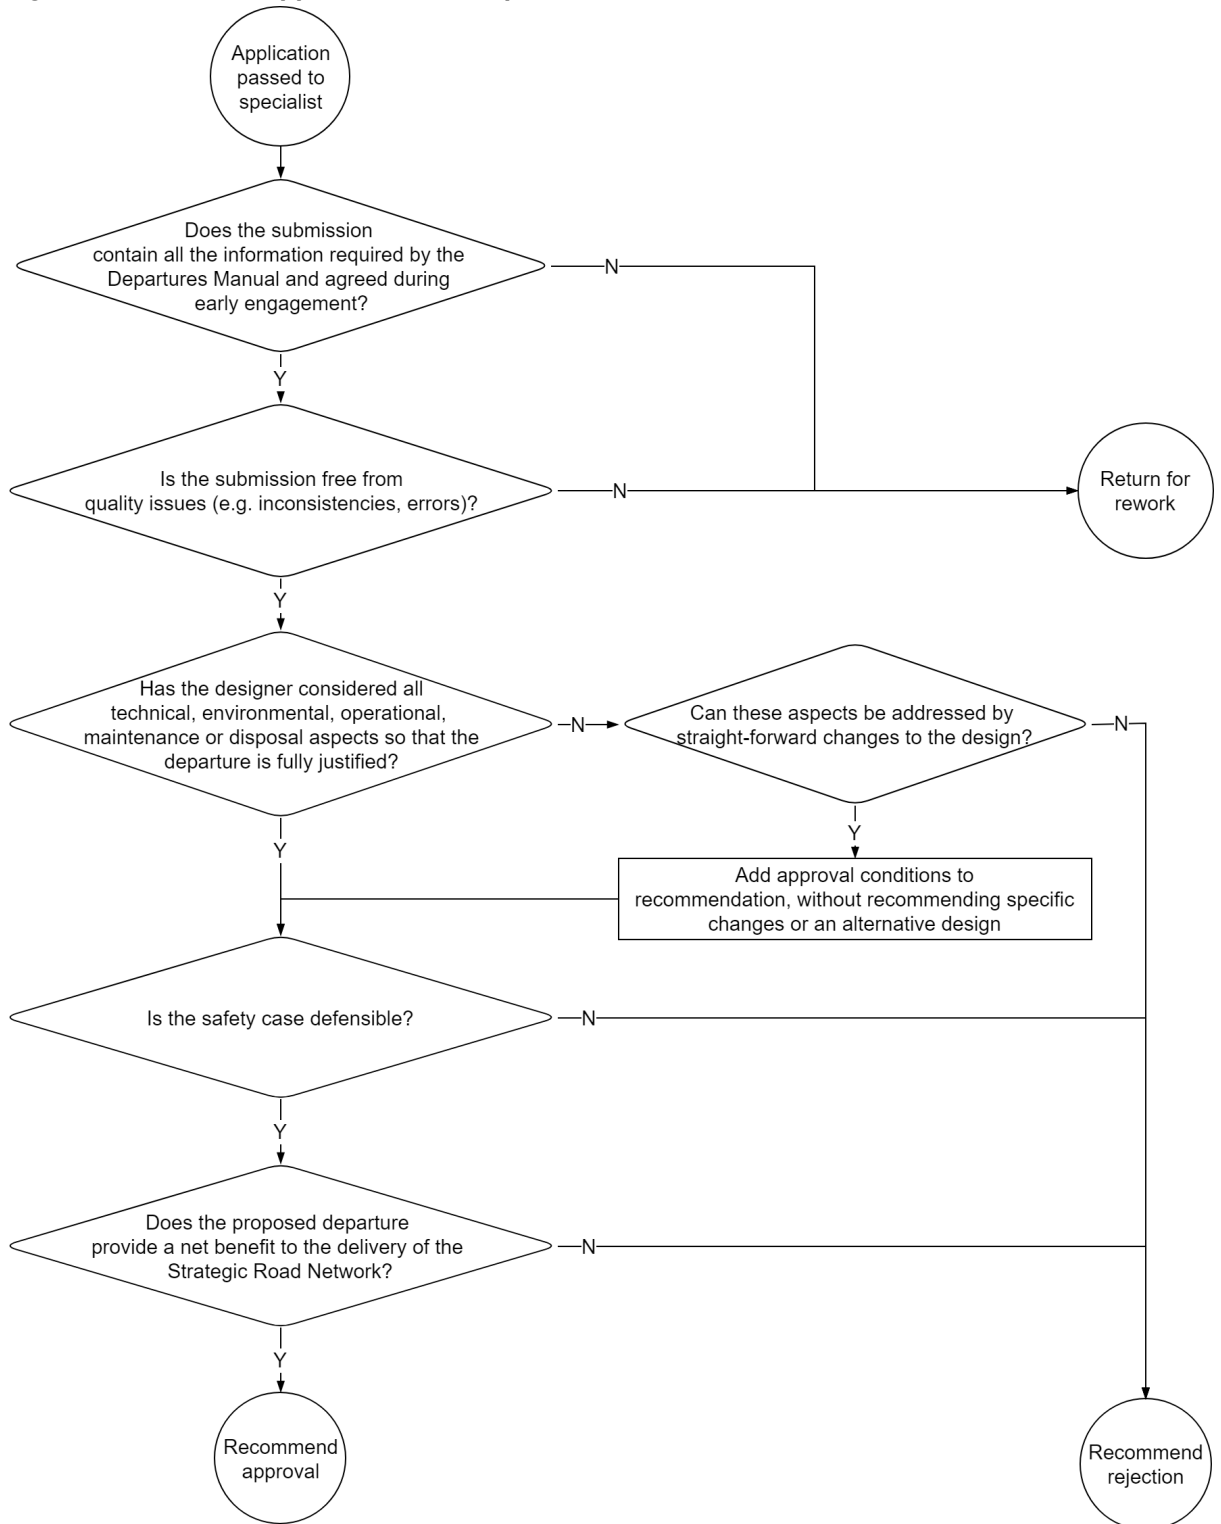 Application
passed to
specialist
Does the submission
contain all the information required by the
Departures Manual and agreed during
early engagement?
N
Y
Is the submission free from
quality issues (e.g. inconsistencies, errors)?
N
Return for
rework
Y
Has the designer considered all
technical, environmental, operational,
maintenance or disposal aspects so that the
departure is fully justified?
N
Can these aspects be addressed by
straight-forward changes to the design?
N
Y
Y
Add approval conditions to
recommendation, without recommending specific
changes or an alternative design
Is the safety case defensible?
N
Y
Does the proposed departure
provide a net benefit to the delivery of the
Strategic Road Network?
N
Y
Recommend
approval
Recommend
rejection